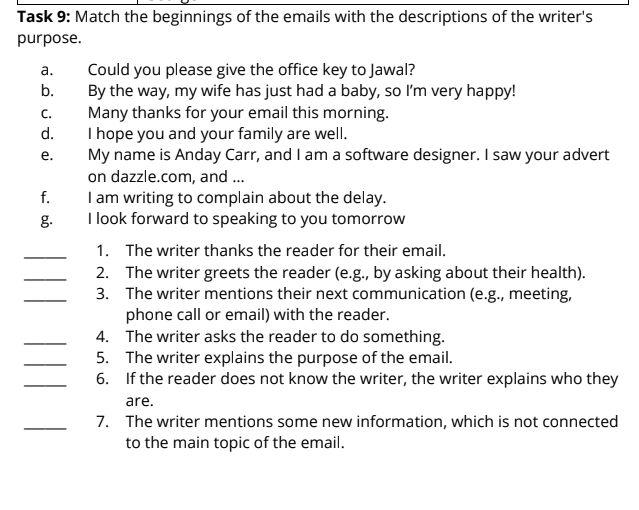 Task 9: Match the beginnings of the emails with the descriptions of the writer's
purpose.
a. Could you please give the office key to Jawal?
b. By the way, my wife has just had a baby, so I'm very happy!
c. Many thanks for your email this morning.
d. I hope you and your family are well.
e. My name is Anday Carr, and I am a software designer. I saw your advert
on dazzle.com, and ...
f. I am writing to complain about the delay.
g. I look forward to speaking to you tomorrow
_____ 1. The writer thanks the reader for their email.
_____ 2. The writer greets the reader (e.g., by asking about their health).
_____ 3. The writer mentions their next communication (e.g., meeting,
phone call or email) with the reader.
_____ 4. The writer asks the reader to do something.
_____ 5. The writer explains the purpose of the email.
_____ 6. If the reader does not know the writer, the writer explains who they
are.
_____ 7. The writer mentions some new information, which is not connected
to the main topic of the email.